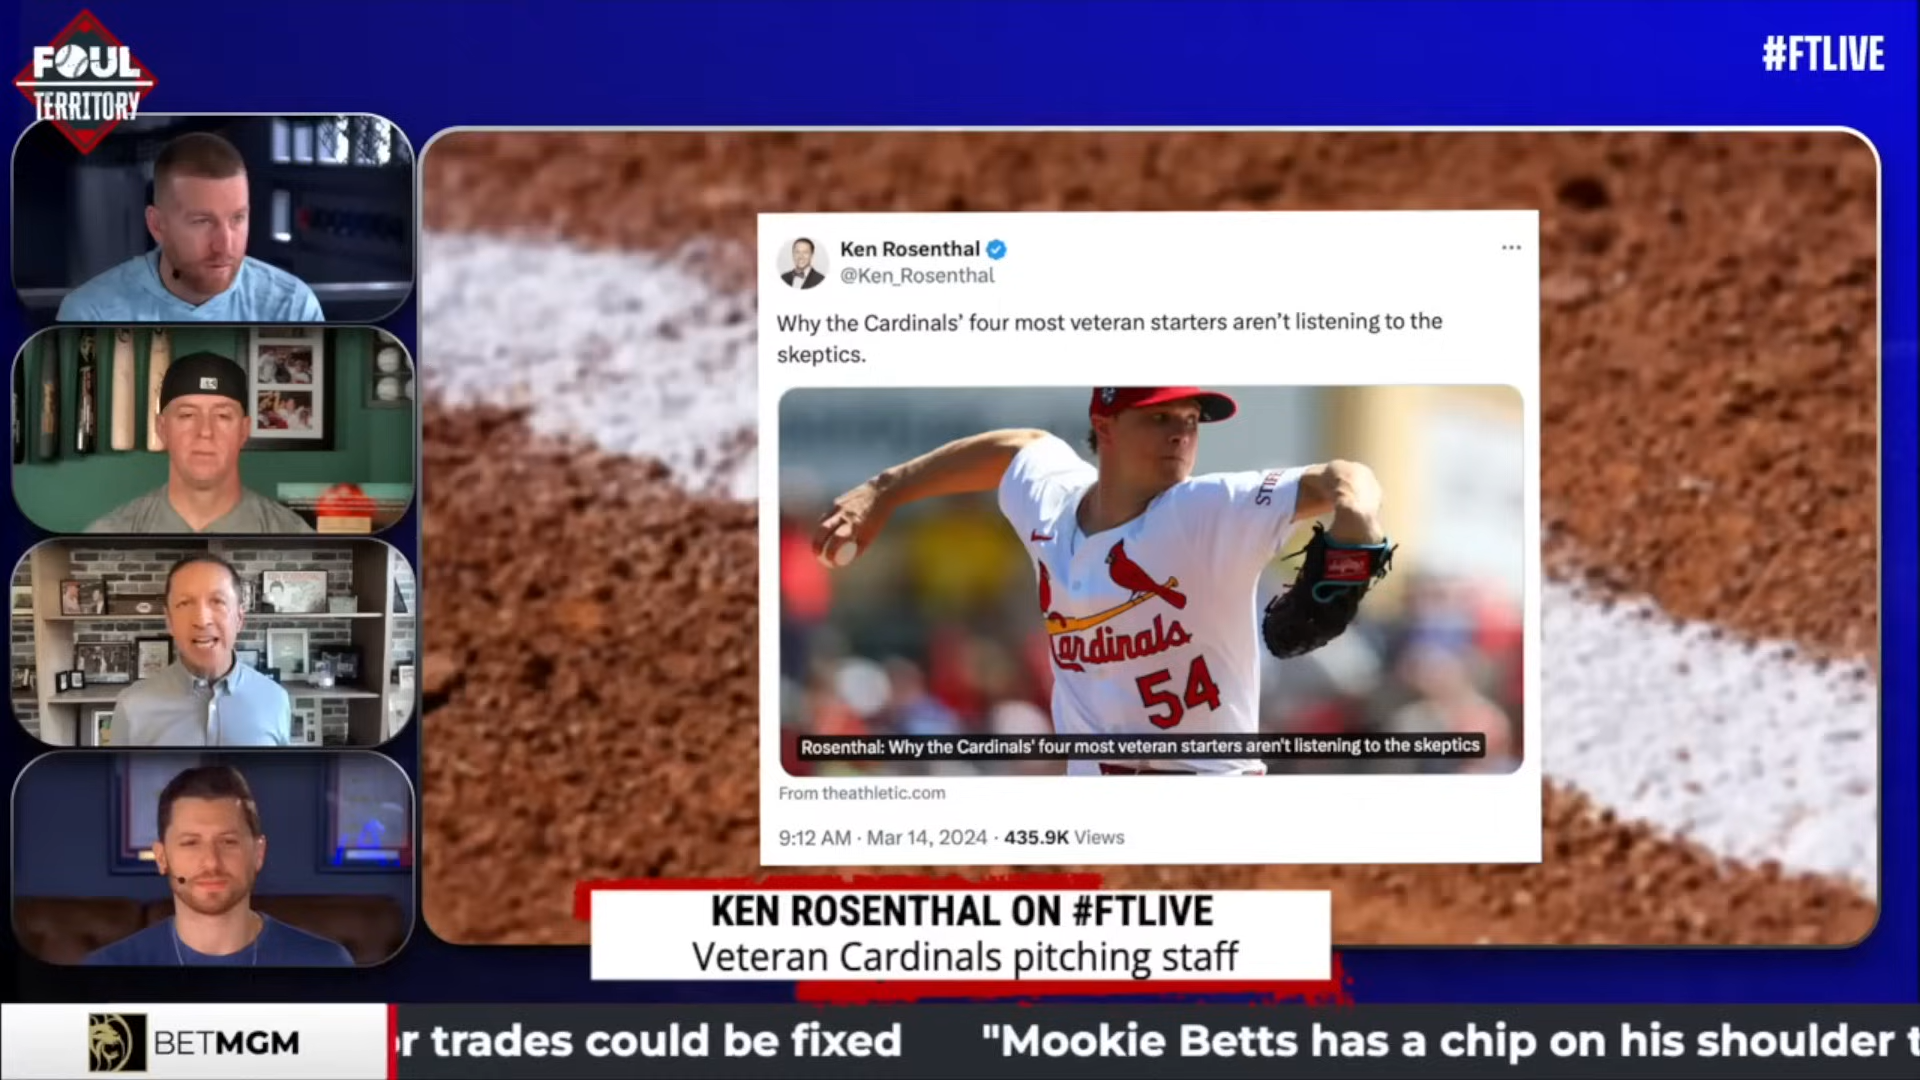 FOUL
TERRITORY
#FTLIVE
Ken Rosenthal
@Ken_Rosenthal
Why the Cardinals’ four most veteran starters aren’t listening to the
skeptics.
STIFEL
Cardinals
54
Rosenthal: Why the Cardinals' four most veteran starters aren't listening to the skeptics
From theathletic.com
9:12 AM · Mar 14, 2024 · 435.9K Views
KEN ROSENTHAL ON #FTLIVE
Veteran Cardinals pitching staff
BETMGM
or trades could be fixed "Mookie Betts has a chip on his shoulder t